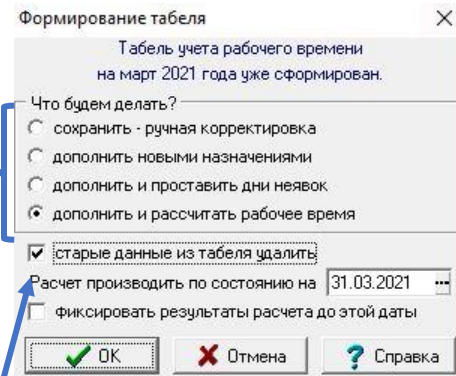 Формирование табеля
Табель учета рабочего времени
на март 2021 года уже сформирован.
Что будем делать?
сохранить - ручная корректировка
дополнить новыми назначениями
дополнить и проставить дни неявок
дополнить и рассчитать рабочее время
старые данные из табеля удалить
Расчет производить по состоянию на 31.03.2021 ...
фиксировать результаты расчета до этой даты
OK Отмена Справка